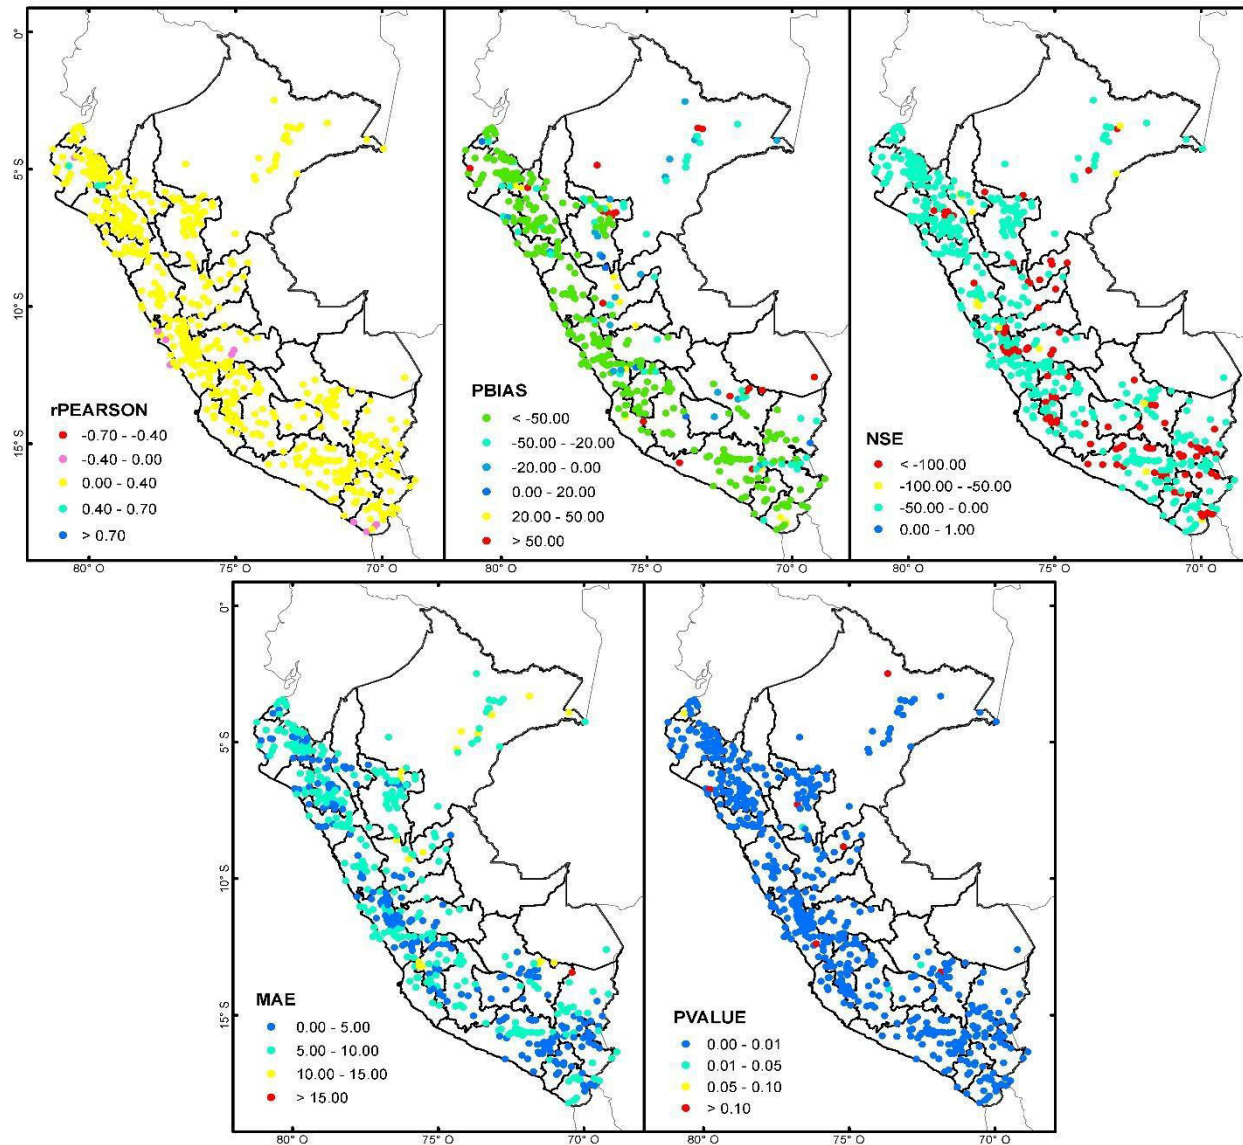 0°
5°S
10°S
15°S
rPEARSON
-0.70 - -0.40
-0.40 - 0.00
0.00 - 0.40
0.40 - 0.70
> 0.70
80° O
75° O
PBIAS
< -50.00
-50.00 - -20.00
-20.00 - 0.00
0.00 - 20.00
20.00 - 50.00
> 50.00
80° O
75° O
70° O
NSE
< -100.00
-100.00 - -50.00
-50.00 - 0.00
0.00 - 1.00
80° O
75° O
70° O
0°
5°S
10°S
15°S
MAE
0.00 - 5.00
5.00 - 10.00
10.00 - 15.00
> 15.00
80° O
75° O
70° O
PVALUE
0.00 - 0.01
0.01 - 0.05
0.05 - 0.10
> 0.10
80° O
75° O
70° O